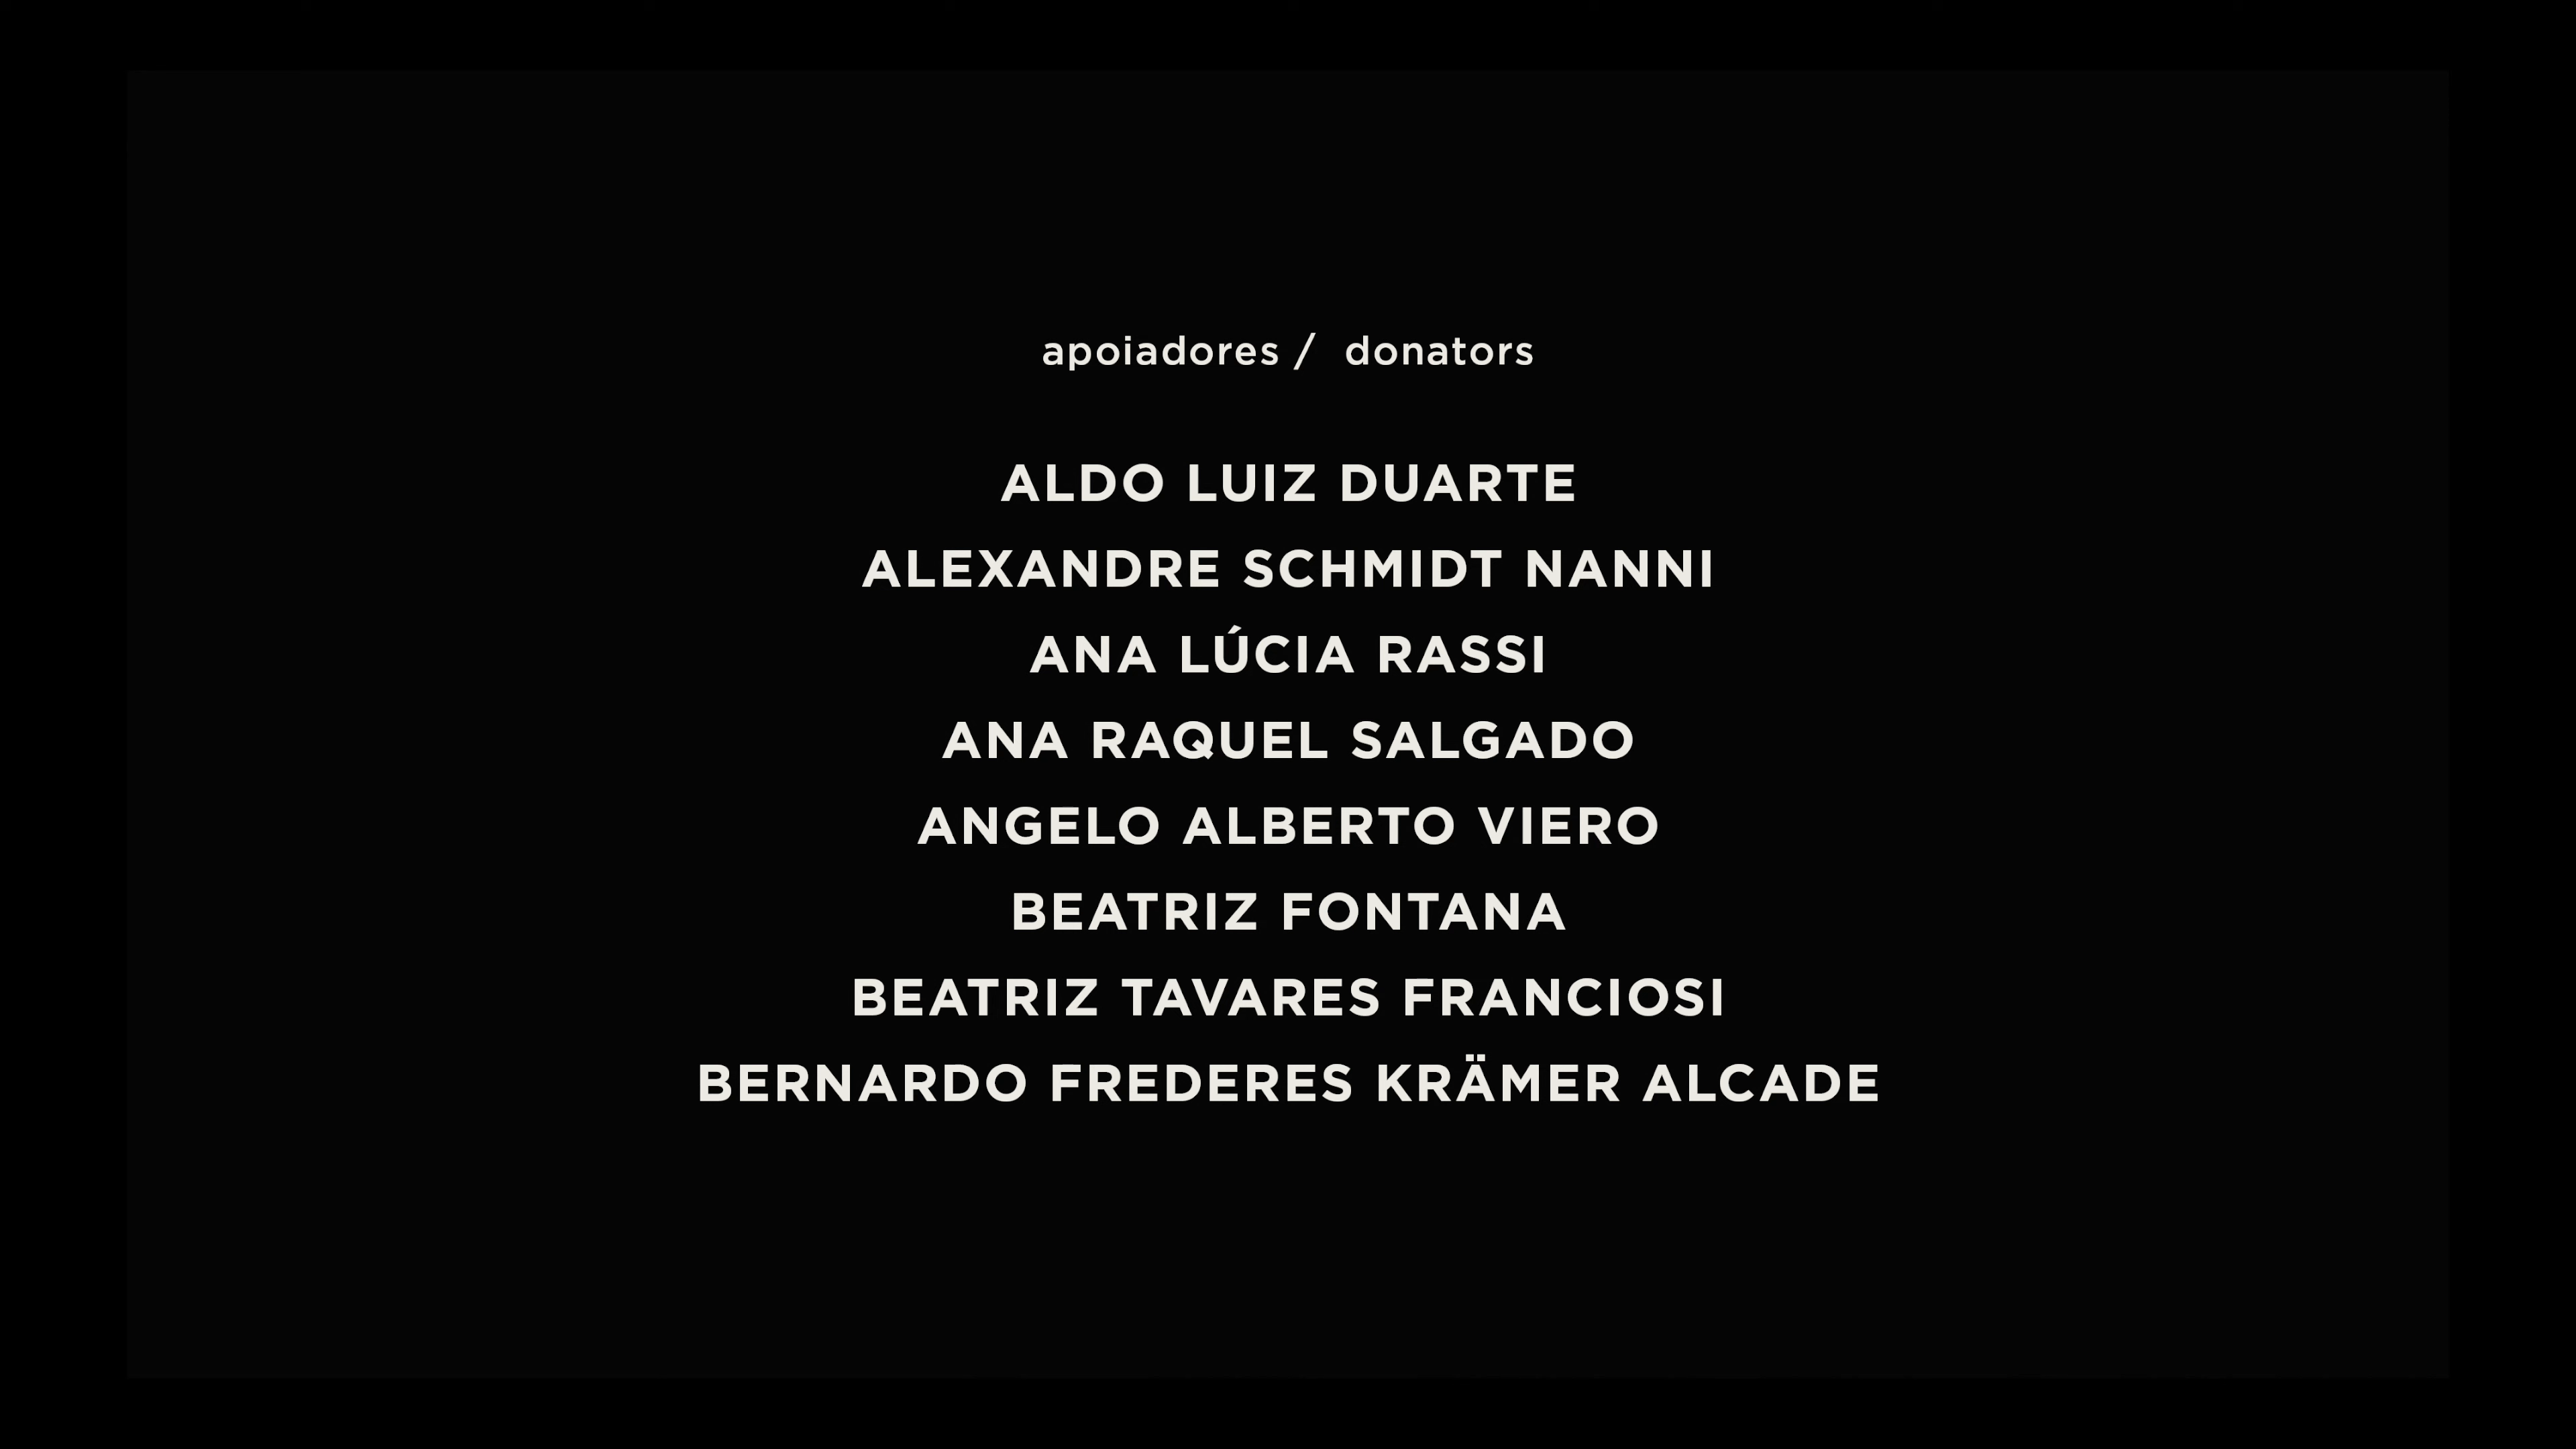 apoiadores / donators
ALDO LUIZ DUARTE
ALEXANDRE SCHMIDT NANNI
ANA LÚCIA RASSI
ANA RAQUEL SALGADO
ANGELO ALBERTO VIERO
BEATRIZ FONTANA
BEATRIZ TAVARES FRANCIOSI
BERNARDO FREDERES KRÄMER ALCADE